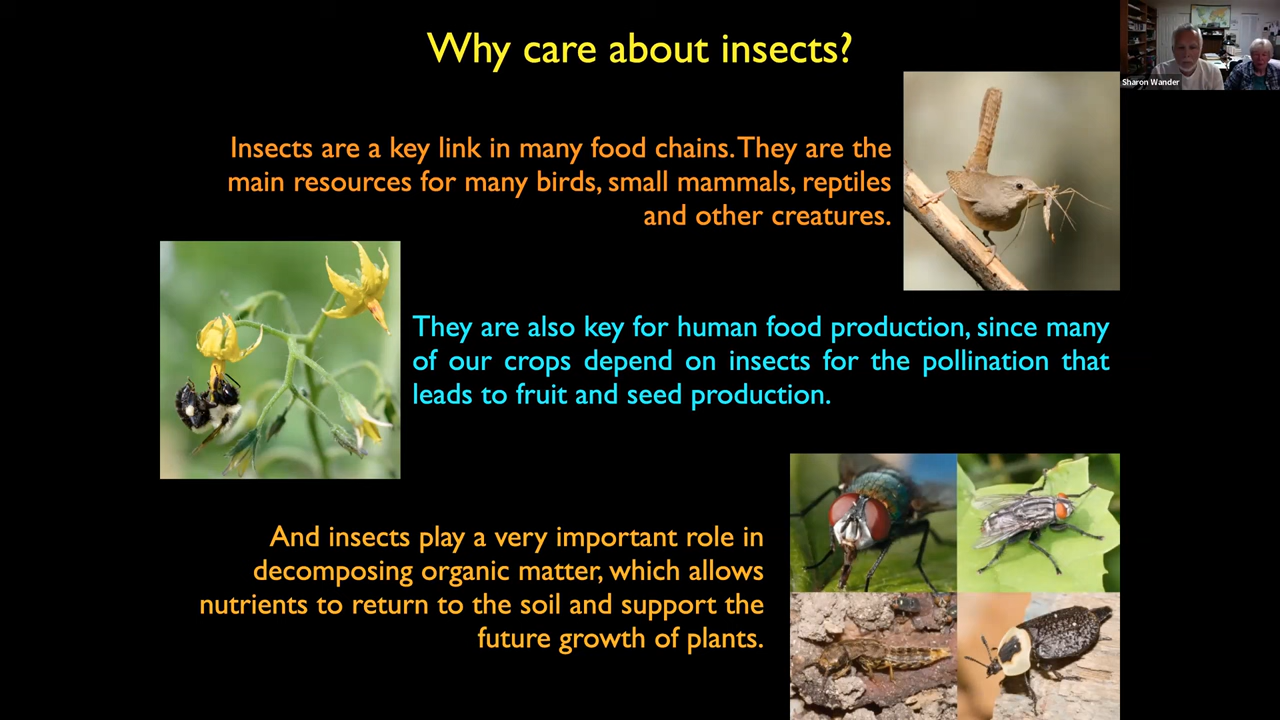 Why care about insects?
Sharon Wander
Insects are a key link in many food chains. They are the
main resources for many birds, small mammals, reptiles
and other creatures.
They are also key for human food production, since many
of our crops depend on insects for the pollination that
leads to fruit and seed production.
And insects play a very important role in
decomposing organic matter, which allows
nutrients to return to the soil and support the
future growth of plants.